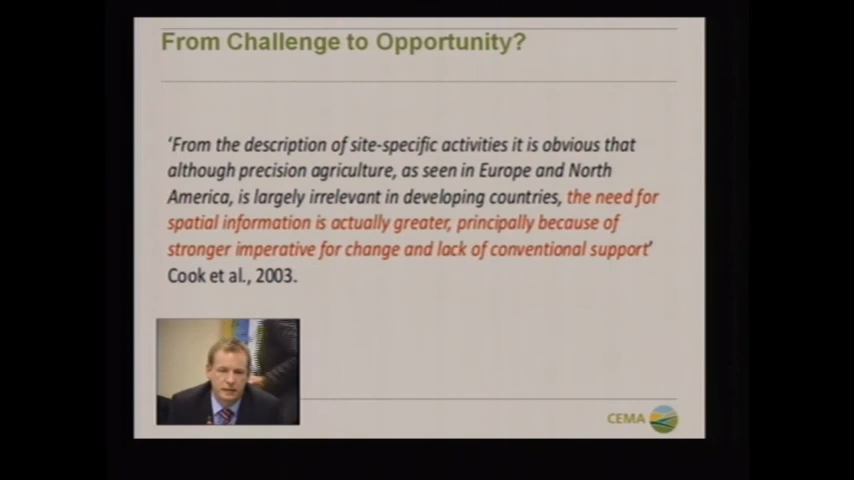 From Challenge to Opportunity?
‘From the description of site-specific activities it is obvious that
although precision agriculture, as seen in Europe and North
America, is largely irrelevant in developing countries, the need for
spatial information is actually greater, principally because of
stronger imperative for change and lack of conventional support’
Cook et al., 2003.
CEMA